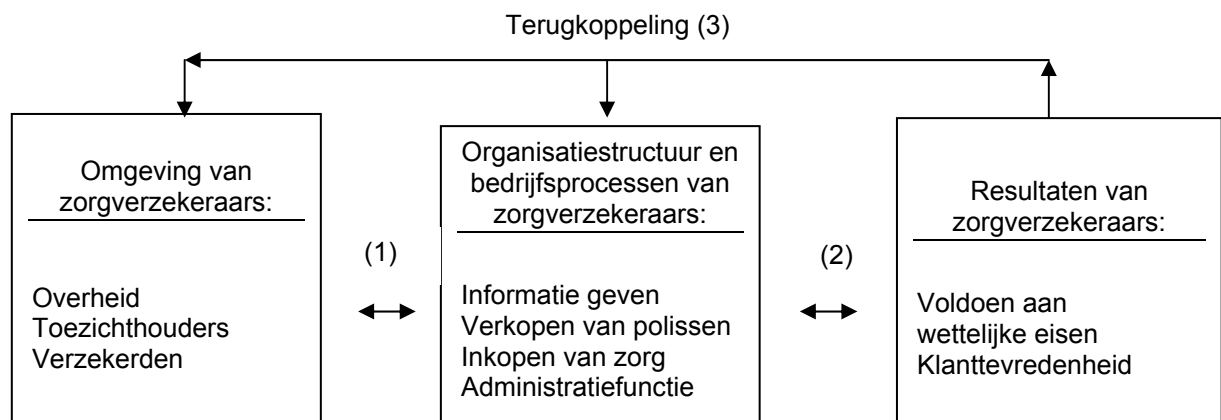 Terugkoppeling (3)
Omgeving van
zorgverzekeraars:
Overheid
Toezichthouders
Verzekerden
(1)
Organisatiestructuur en
bedrijfsprocessen van
zorgverzekeraars:
Informatie geven
Verkopen van polissen
Inkopen van zorg
Administratiefunctie
(2)
Resultaten van
zorgverzekeraars:
Voldoen aan
wettelijke eisen
Klanttevredenheid